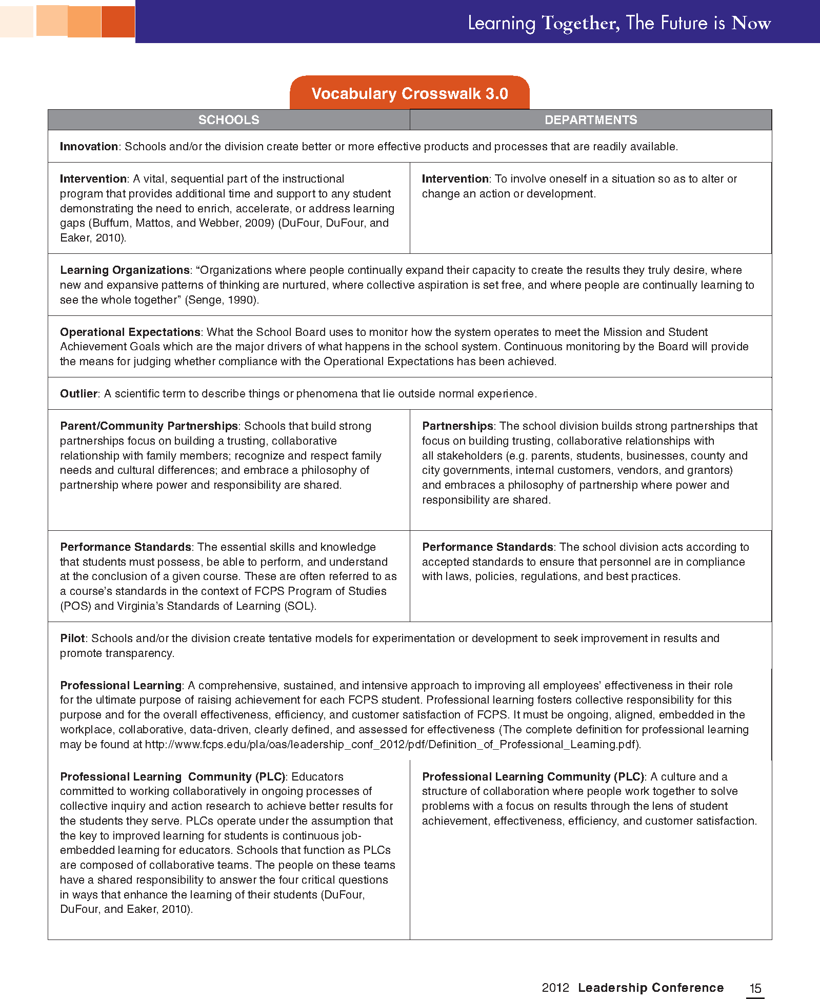 Learning Together, The Future is Now
Vocabulary Crosswalk 3.0
SCHOOLS
DEPARTMENTS
Innovation: Schools and/or the division create better or more effective products and processes that are readily available.
Intervention: A vital, sequential part of the instructional
program that provides additional time and support to any student
demonstrating the need to enrich, accelerate, or address learning
gaps (Buffum, Mattos, and Webber, 2009) (DuFour, DuFour, and
Eaker, 2010).
Intervention: To involve oneself in a situation so as to alter or
change an action or development.
Learning Organizations: “Organizations where people continually expand their capacity to create the results they truly desire, where
new and expansive patterns of thinking are nurtured, where collective aspiration is set free, and where people are continually learning to
see the whole together” (Senge, 1990).
Operational Expectations: What the School Board uses to monitor how the system operates to meet the Mission and Student
Achievement Goals which are the major drivers of what happens in the school system. Continuous monitoring by the Board will provide
the means for judging whether compliance with the Operational Expectations has been achieved.
Outlier: A scientific term to describe things or phenomena that lie outside normal experience.
Parent/Community Partnerships: Schools that build strong
partnerships focus on building a trusting, collaborative
relationship with family members; recognize and respect family
needs and cultural differences; and embrace a philosophy of
partnership where power and responsibility are shared.
Partnerships: The school division builds strong partnerships that
focus on building trusting, collaborative relationships with
all stakeholders (e.g. parents, students, businesses, county and
city governments, internal customers, vendors, and grantors)
and embraces a philosophy of partnership where power and
responsibility are shared.
Performance Standards: The essential skills and knowledge
that students must possess, be able to perform, and understand
at the conclusion of a given course. These are often referred to as
a course’s standards in the context of FCPS Program of Studies
(POS) and Virginia’s Standards of Learning (SOL).
Performance Standards: The school division acts according to
accepted standards to ensure that personnel are in compliance
with laws, policies, regulations, and best practices.
Pilot: Schools and/or the division create tentative models for experimentation or development to seek improvement in results and
promote transparency.
Professional Learning: A comprehensive, sustained, and intensive approach to improving all employees’ effectiveness in their role
for the ultimate purpose of raising achievement for each FCPS student. Professional learning fosters collective responsibility for this
purpose and for the overall effectiveness, efficiency, and customer satisfaction of FCPS. It must be ongoing, aligned, embedded in the
workplace, collaborative, data-driven, clearly defined, and assessed for effectiveness (The complete definition for professional learning
may be found at http://www.fcps.edu/pla/oas/leadership_conf_2012/pdf/Definition_of_Professional_Learning.pdf).
Professional Learning Community (PLC): Educators
committed to working collaboratively in ongoing processes of
collective inquiry and action research to achieve better results for
the students they serve. PLCs operate under the assumption that
the key to improved learning for students is continuous job-
embedded learning for educators. Schools that function as PLCs
are composed of collaborative teams. The people on these teams
have a shared responsibility to answer the four critical questions
in ways that enhance the learning of their students (DuFour,
DuFour, and Eaker, 2010).
Professional Learning Community (PLC): A culture and a
structure of collaboration where people work together to solve
problems with a focus on results through the lens of student
achievement, effectiveness, efficiency, and customer satisfaction.
2012 Leadership Conference 15